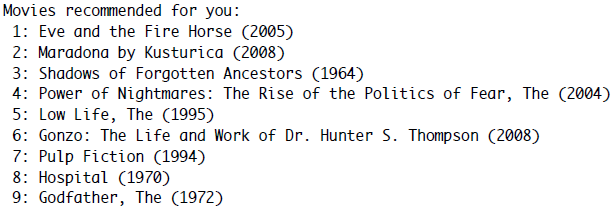 Movies recommended for you:
1: Eve and the Fire Horse (2005)
2: Maradona by Kusturica (2008)
3: Shadows of Forgotten Ancestors (1964)
4: Power of Nightmares: The Rise of the Politics of Fear, The (2004)
5: Low Life, The (1995)
6: Gonzo: The Life and Work of Dr. Hunter S. Thompson (2008)
7: Pulp Fiction (1994)
8: Hospital (1970)
9: Godfather, The (1972)